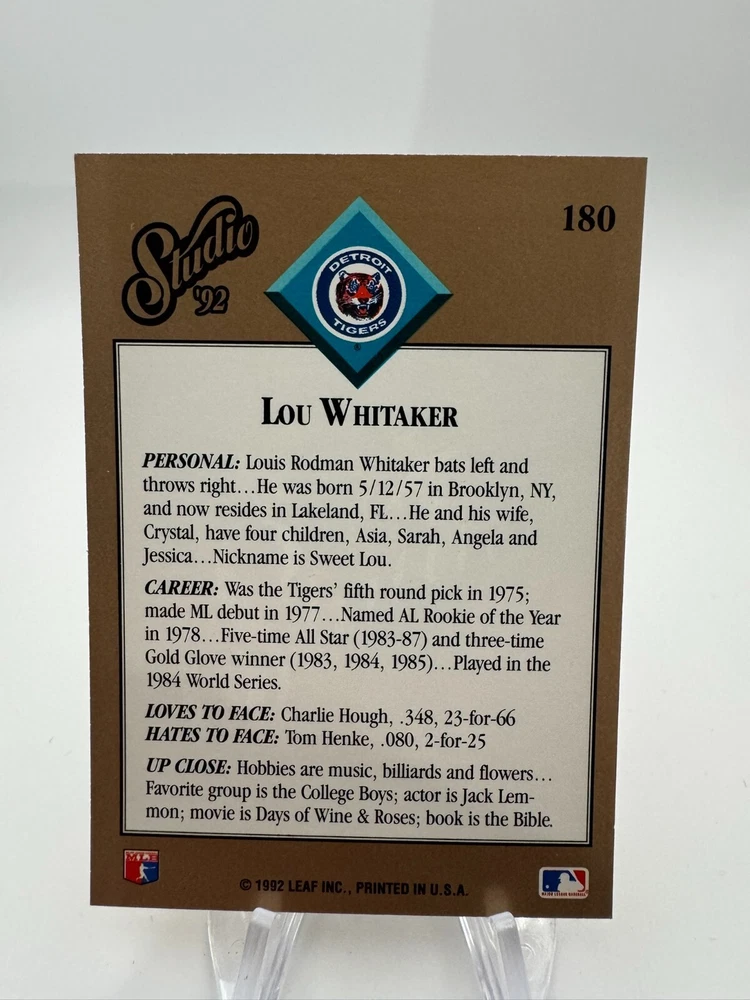 Studio
'92
180
DETROIT
TIGERS
LOU WHITAKER
PERSONAL: Louis Rodman Whitaker bats left and
throws right...He was born 5/12/57 in Brooklyn, NY,
and now resides in Lakeland, FL...He and his wife,
Crystal, have four children, Asia, Sarah, Angela and
Jessica...Nickname is Sweet Lou.
CAREER: Was the Tigers' fifth round pick in 1975;
made ML debut in 1977...Named AL Rookie of the Year
in 1978...Five-time All Star (1983-87) and three-time
Gold Glove winner (1983, 1984, 1985)...Played in the
1984 World Series.
LOVES TO FACE: Charlie Hough, .348, 23-for-66
HATES TO FACE: Tom Henke, .080, 2-for-25
UP CLOSE: Hobbies are music, billiards and flowers...
Favorite group is the College Boys; actor is Jack Lem-
mon; movie is Days of Wine & Roses; book is the Bible.
© 1992 LEAF INC., PRINTED IN U.S.A.
MAJOR LEAGUE BASEBALL